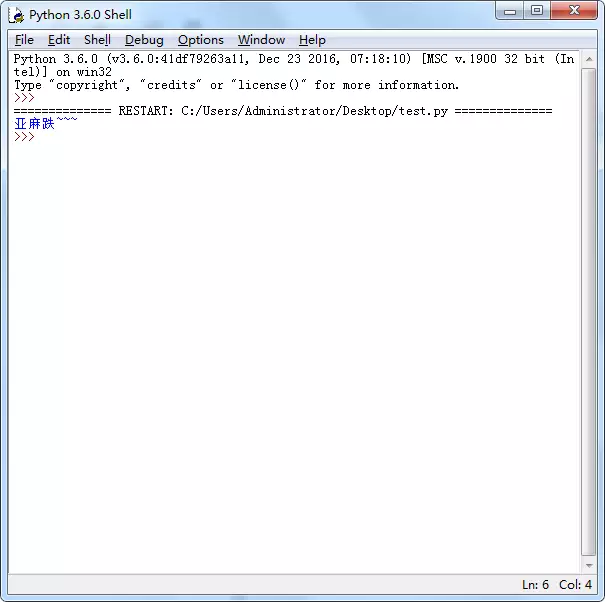 Python 3.6.0 Shell
File Edit Shell Debug Options Window Help
Python 3.6.0 (v3.6.0:41df79263a11, Dec 23 2016, 07:18:10) [MSC v.1900 32 bit (In
tel)] on win32
Type "copyright", "credits" or "license()" for more information.
>>>
============== RESTART: C:/Users/Administrator/Desktop/test.py ==============
亚麻跌~~~
>>>
Ln: 6 Col: 4